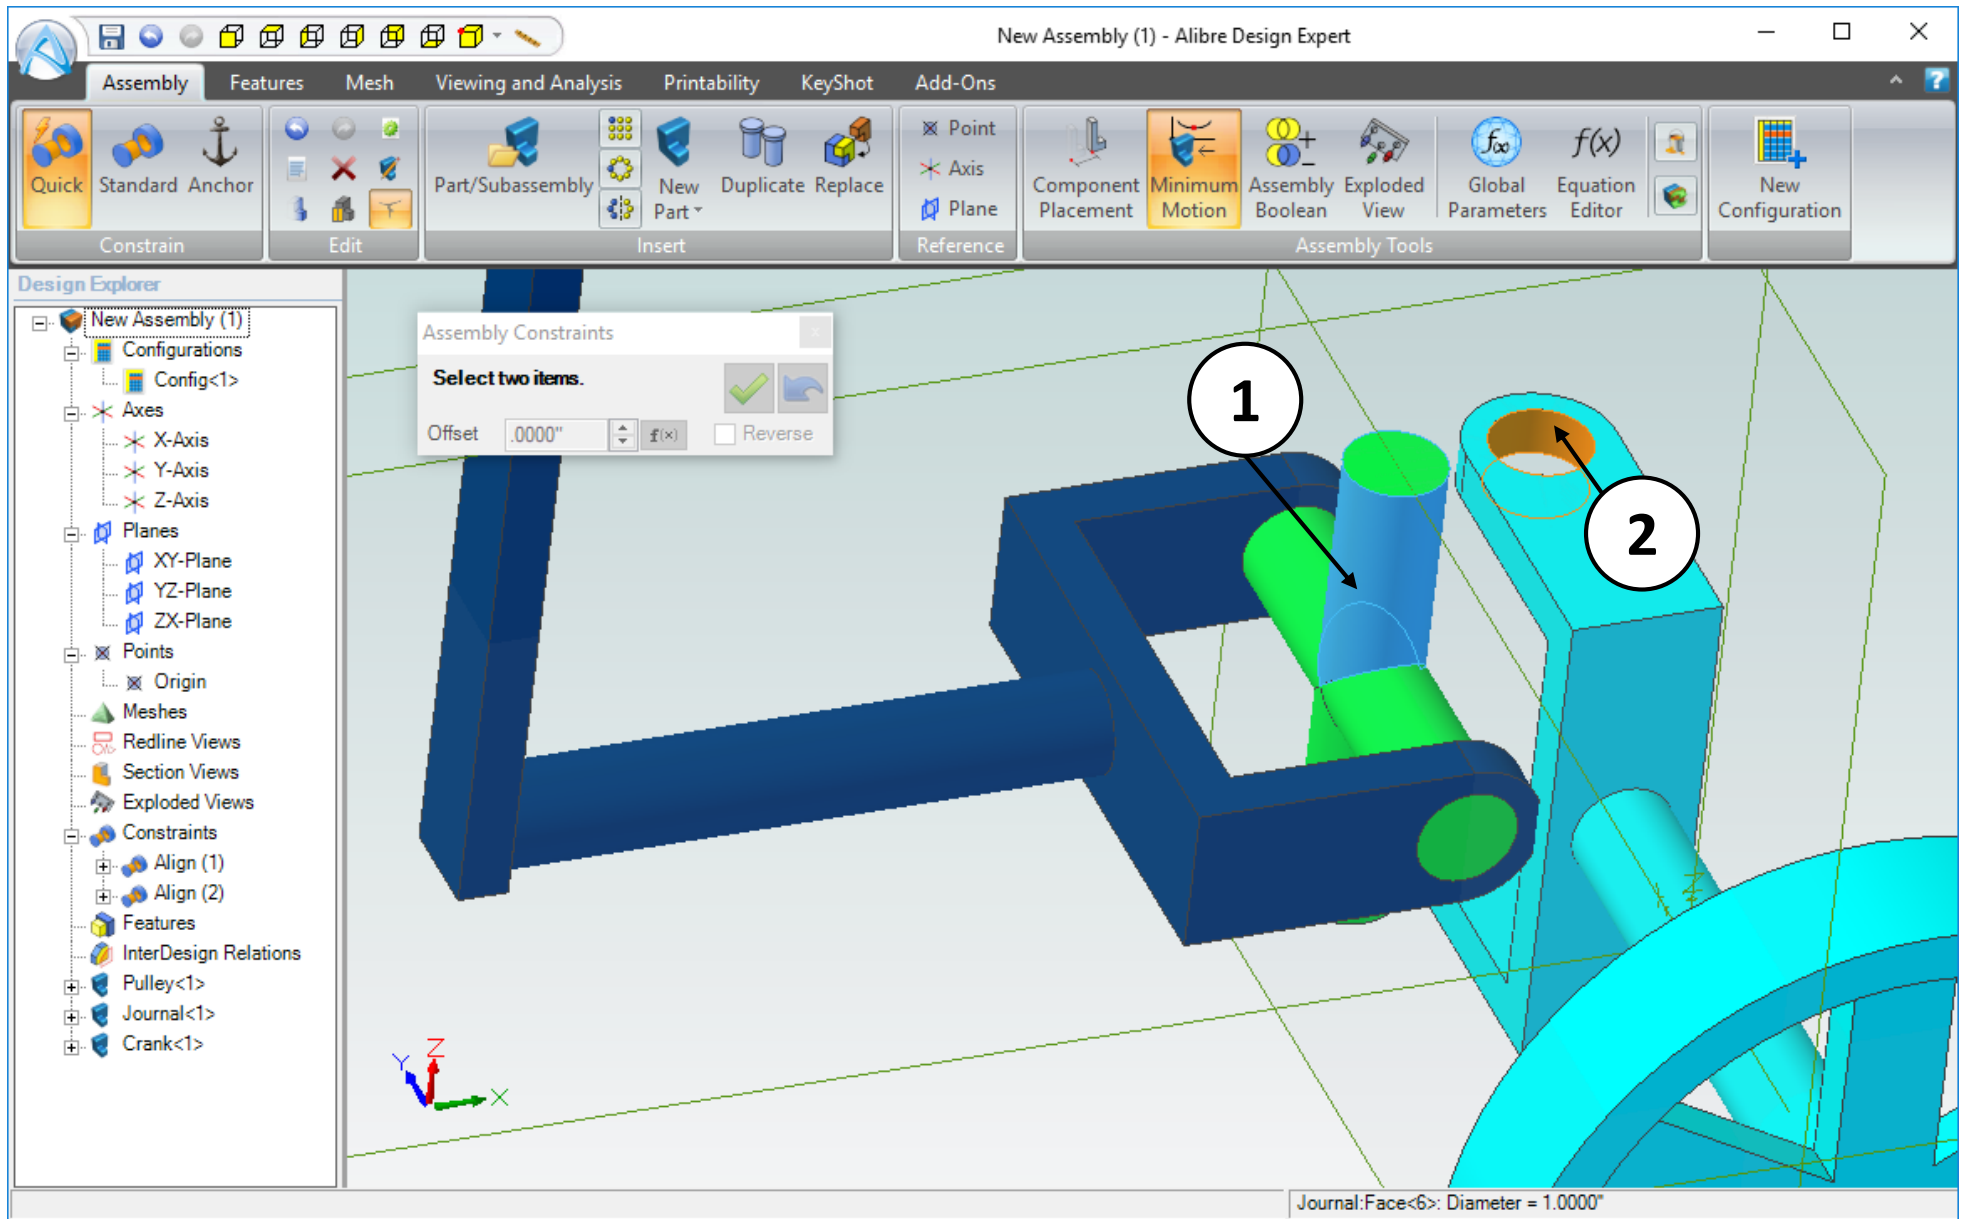 New Assembly (1) - Alibre Design Expert
Assembly Features Mesh Viewing and Analysis Printability KeyShot Add-Ons
Quick Standard Anchor
Constrain
Edit
Part/Subassembly
New Part
Duplicate Replace
Insert
Point
Axis
Plane
Reference
Component Placement
Minimum Motion
Assembly Boolean
Exploded View
f∞
Global Parameters
f(x)
Equation Editor
Assembly Tools
New Configuration
?
Design Explorer
New Assembly (1)
Configurations
Config<1>
Axes
X-Axis
Y-Axis
Z-Axis
Planes
XY-Plane
YZ-Plane
ZX-Plane
Points
Origin
Meshes
Redline Views
Section Views
Exploded Views
Constraints
Align (1)
Align (2)
Features
InterDesign Relations
Pulley<1>
Journal<1>
Crank<1>
Assembly Constraints
x
Select two items.
Offset .0000" f(x) Reverse
1
2
Z
Y
X
Journal:Face<6>: Diameter = 1.0000"